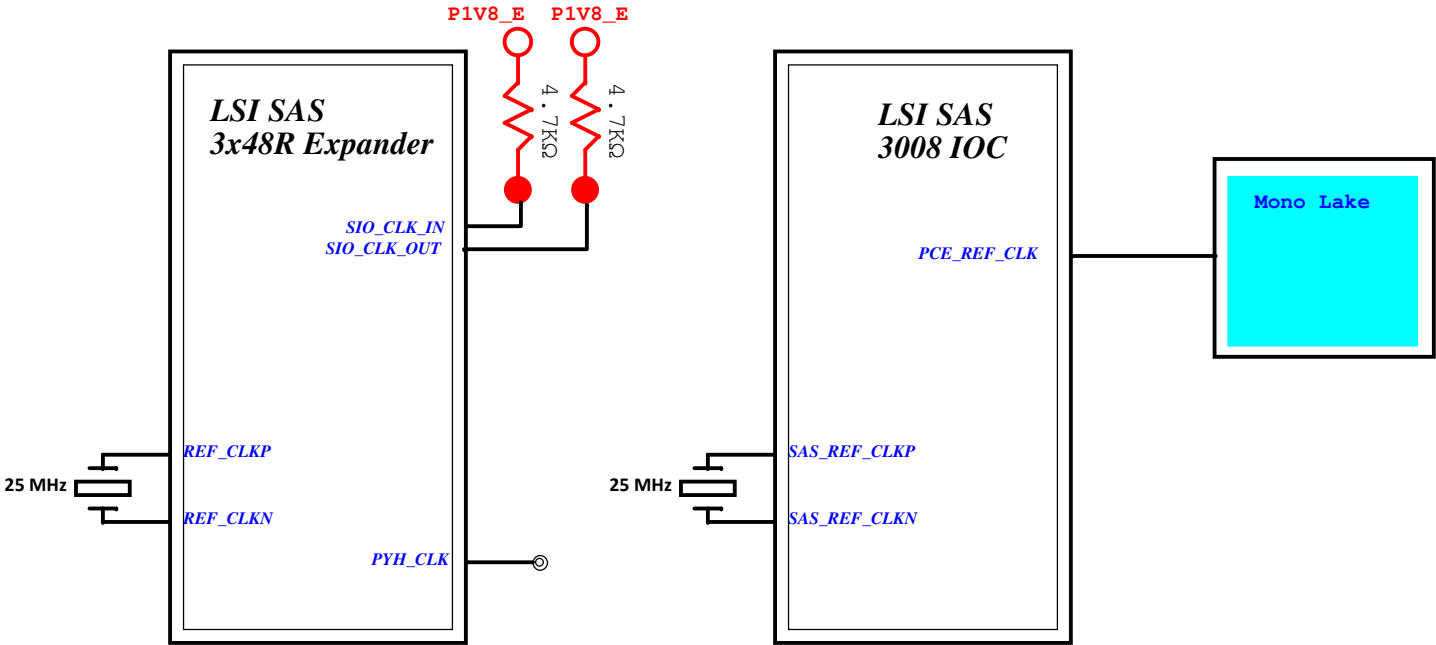 P1V8_E P1V8_E
4.7KΩ
4.7KΩ
LSI SAS
3x48R Expander
SIO_CLK_IN
SIO_CLK_OUT
REF_CLKP
25 MHz
REF_CLKN
PYH_CLK
LSI SAS
3008 IOC
PCE_REF_CLK
SAS_REF_CLKP
25 MHz
SAS_REF_CLKN
Mono Lake